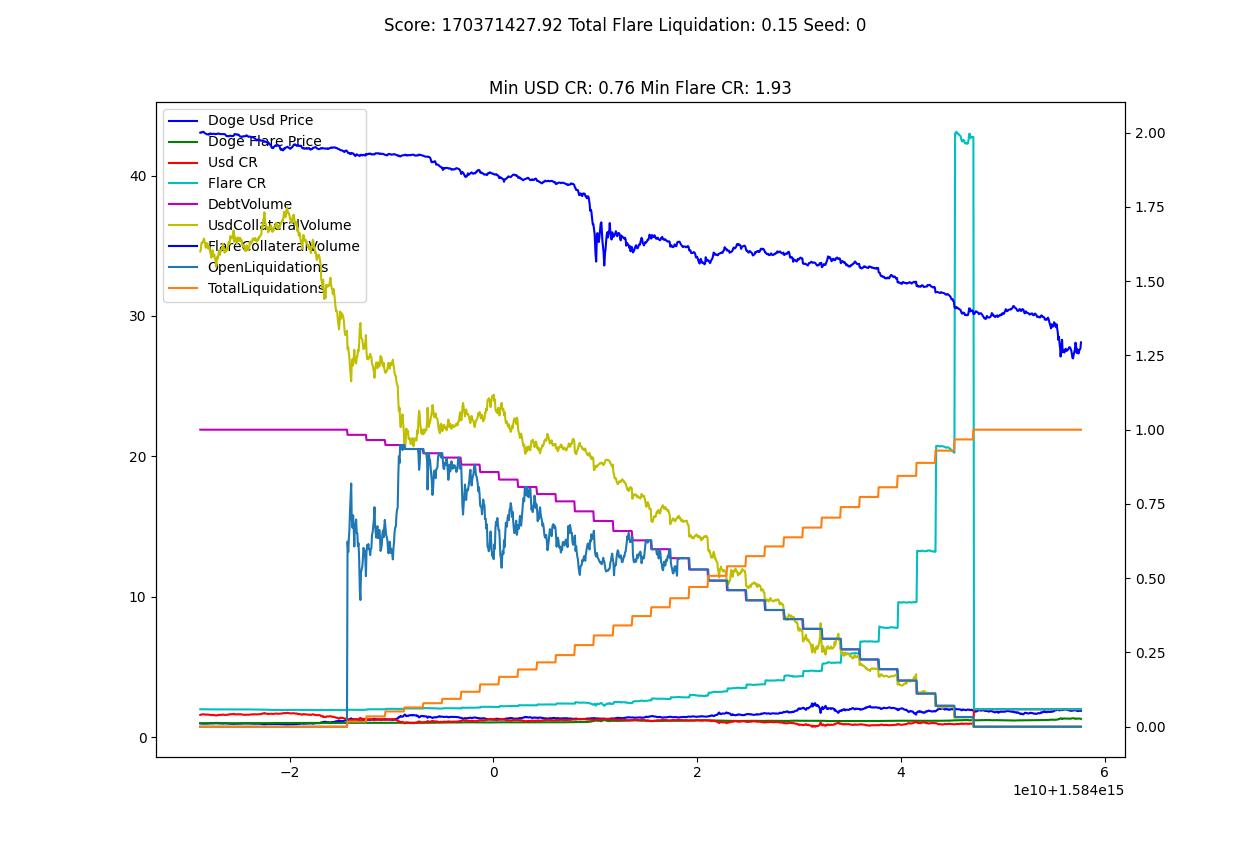 Score: 170371427.92 Total Flare Liquidation: 0.15 Seed: 0
Min USD CR: 0.76 Min Flare CR: 1.93
Doge Usd Price
Doge Flare Price
Usd CR
Flare CR
DebtVolume
UsdCollateralVolume
FlareCollateralVolume
OpenLiquidations
TotalLiquidations
40
30
20
10
0
2.00
1.75
1.50
1.25
1.00
0.75
0.50
0.25
0.00
−2
0
2
4
6
1e10+1.584e15